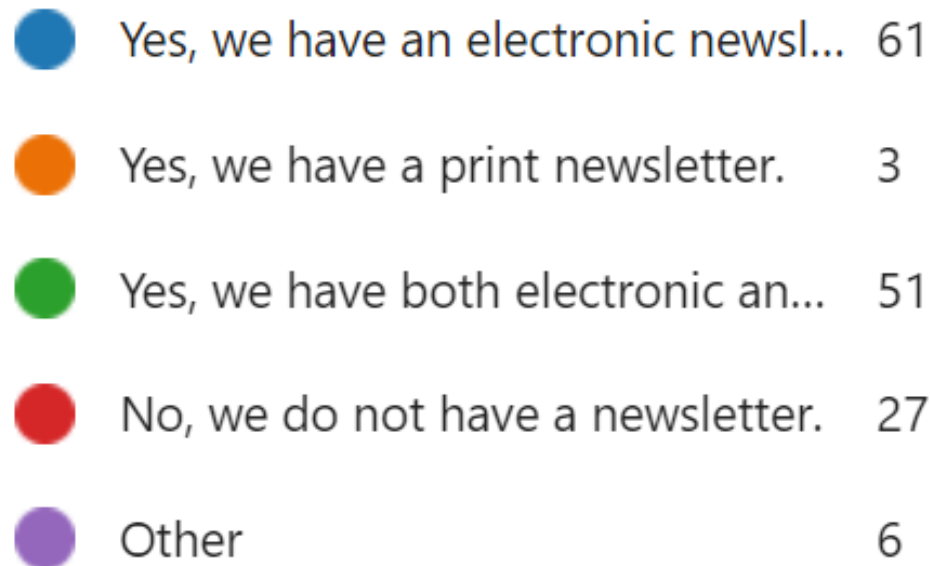 Yes, we have an electronic newsl... 61
Yes, we have a print newsletter. 3
Yes, we have both electronic an... 51
No, we do not have a newsletter. 27
Other 6